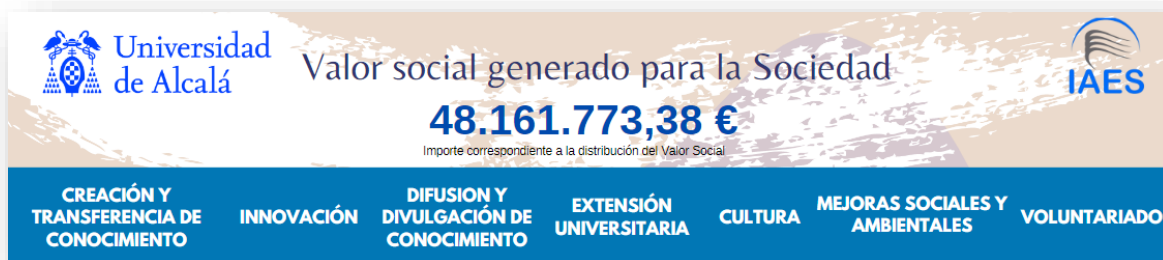 Universidad
de Alcalá
Valor social generado para la Sociedad
IAES
48.161.773,38 €
Importe correspondiente a la distribución del Valor Social
CREACIÓN Y
TRANSFERENCIA DE
CONOCIMIENTO
INNOVACIÓN
DIFUSION Y
DIVULGACIÓN DE
CONOCIMIENTO
EXTENSIÓN
UNIVERSITARIA
CULTURA
MEJORAS SOCIALES Y
AMBIENTALES
VOLUNTARIADO